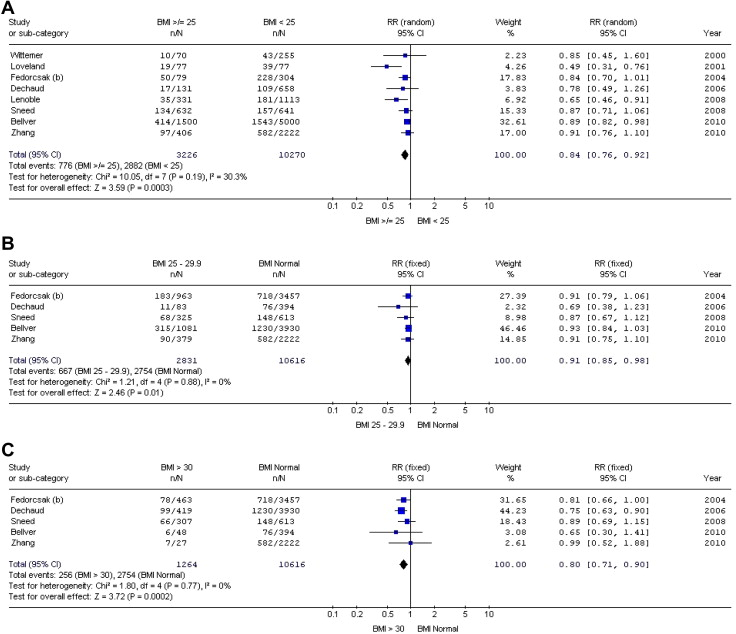 A
Study BMI >/= 25 BMI < 25 RR (random) Weight RR (random)
or sub-category n/N n/N 95% CI % 95% CI Year
Wittemer 10/70 43/255 2.23 0.85 [0.45, 1.60] 2000
Loveland 19/77 39/77 4.26 0.49 [0.31, 0.76] 2001
Fedorcsak (b) 50/79 228/304 17.83 0.84 [0.70, 1.01] 2004
Dechaud 17/131 109/658 3.83 0.78 [0.49, 1.26] 2006
Lenoble 35/331 181/1113 6.92 0.65 [0.46, 0.91] 2008
Sneed 134/632 157/641 15.33 0.87 [0.71, 1.06] 2008
Bellver 414/1500 1543/5000 32.61 0.89 [0.82, 0.98] 2010
Zhang 97/406 582/2222 17.00 0.91 [0.76, 1.10] 2010
Total (95% CI) 3226 10270 100.00 0.84 [0.76, 0.92]
Total events: 776 (BMI >/= 25), 2882 (BMI < 25)
Test for heterogeneity: Chi² = 10.05, df = 7 (P = 0.19), I² = 30.3%
Test for overall effect: Z = 3.59 (P = 0.0003)
0.1 0.2 0.5 1 2 5 10
BMI >/= 25 BMI < 25
B
Study BMI 25 - 29.9 BMI Normal RR (fixed) Weight RR (fixed)
or sub-category n/N n/N 95% CI % 95% CI Year
Fedorcsak (b) 183/963 718/3457 27.39 0.91 [0.79, 1.06] 2004
Dechaud 11/83 76/394 2.32 0.69 [0.38, 1.23] 2006
Sneed 68/325 148/613 8.98 0.87 [0.67, 1.12] 2008
Bellver 315/1081 1230/3930 46.46 0.93 [0.84, 1.03] 2010
Zhang 90/379 582/2222 14.85 0.91 [0.75, 1.10] 2010
Total (95% CI) 2831 10616 100.00 0.91 [0.85, 0.98]
Total events: 667 (BMI 25 - 29.9), 2754 (BMI Normal)
Test for heterogeneity: Chi² = 1.21, df = 4 (P = 0.88), I² = 0%
Test for overall effect: Z = 2.46 (P = 0.01)
0.1 0.2 0.5 1 2 5 10
BMI 25 - 29.9 BMI Normal
C
Study BMI > 30 BMI Normal RR (fixed) Weight RR (fixed)
or sub-category n/N n/N 95% CI % 95% CI Year
Fedorcsak (b) 78/463 718/3457 31.65 0.81 [0.66, 1.00] 2004
Dechaud 99/419 1230/3930 44.23 0.75 [0.63, 0.90] 2006
Sneed 66/307 148/613 18.43 0.89 [0.69, 1.15] 2008
Bellver 6/48 76/394 3.08 0.65 [0.30, 1.41] 2010
Zhang 7/27 582/2222 2.61 0.99 [0.52, 1.88] 2010
Total (95% CI) 1264 10616 100.00 0.80 [0.71, 0.90]
Total events: 256 (BMI > 30), 2754 (BMI Normal)
Test for heterogeneity: Chi² = 1.80, df = 4 (P = 0.77), I² = 0%
Test for overall effect: Z = 3.72 (P = 0.0002)
0.1 0.2 0.5 1 2 5 10
BMI > 30 BMI Normal